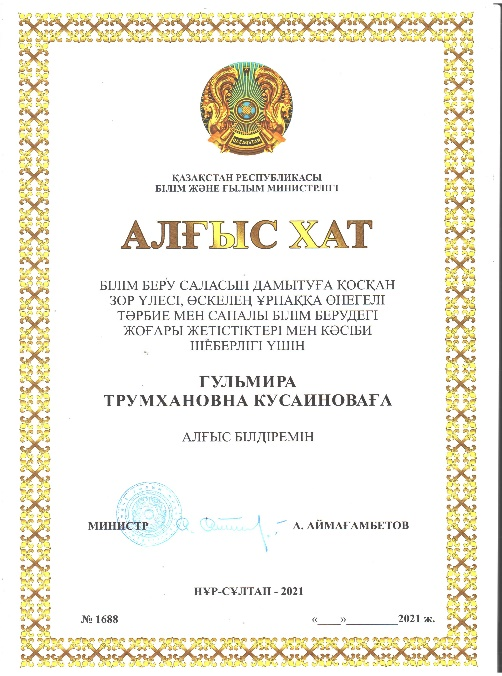 ҚАЗАҚСТАН РЕСПУБЛИКАСЫ
БІЛІМ ЖӘНЕ ҒЫЛЫМ МИНИСТРЛІГІ
АЛҒЫС ХАТ
БІЛІМ БЕРУ САЛАСЫН ДАМЫТУҒА ҚОСҚАН
ЗОР ҮЛЕСІ, ӨСКЕЛЕҢ ҰРПАҚҚА ӨНЕГЕЛІ
ТӘРБИЕ МЕН САПАЛЫ БІЛІМ БЕРУДЕГІ
ЖОҒАРЫ ЖЕТІСТІКТЕРІ МЕН КӘСІБИ
ШЕБЕРЛІГІ ҮШІН
ГУЛЬМИРА
ТРУМХАНОВНА КУСАИНОВАҒА
АЛҒЫС БІЛДІРЕМІН
МИНИСТР А. АЙМАҒАМБЕТОВ
НҰР-СҰЛТАН - 2021
№ 1688 «___»________2021 ж.